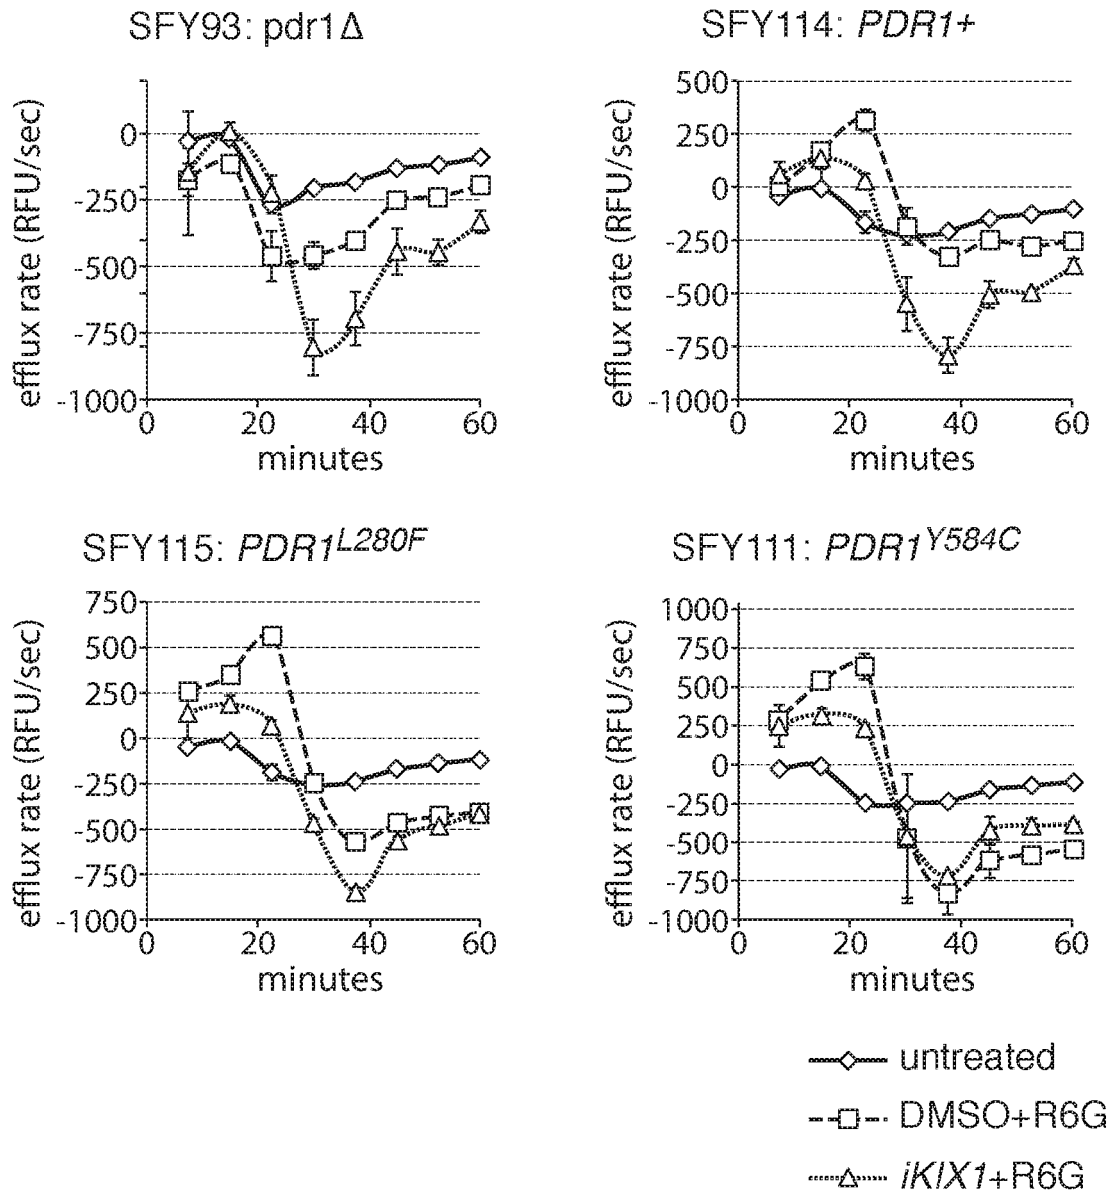 SFY93: pdr1Δ
SFY114: PDR1+
efflux rate (RFU/sec)
0
-250
-500
-750
-1000
0 20 40 60
minutes
efflux rate (RFU/sec)
500
250
0
-250
-500
-750
-1000
0 20 40 60
minutes
SFY115: PDR1^L280F
SFY111: PDR1^Y584C
efflux rate (RFU/sec)
750
500
250
0
-250
-500
-750
-1000
0 20 40 60
minutes
efflux rate (RFU/sec)
1000
750
500
250
0
-250
-500
-750
-1000
0 20 40 60
minutes
untreated
DMSO+R6G
iKIX1+R6G